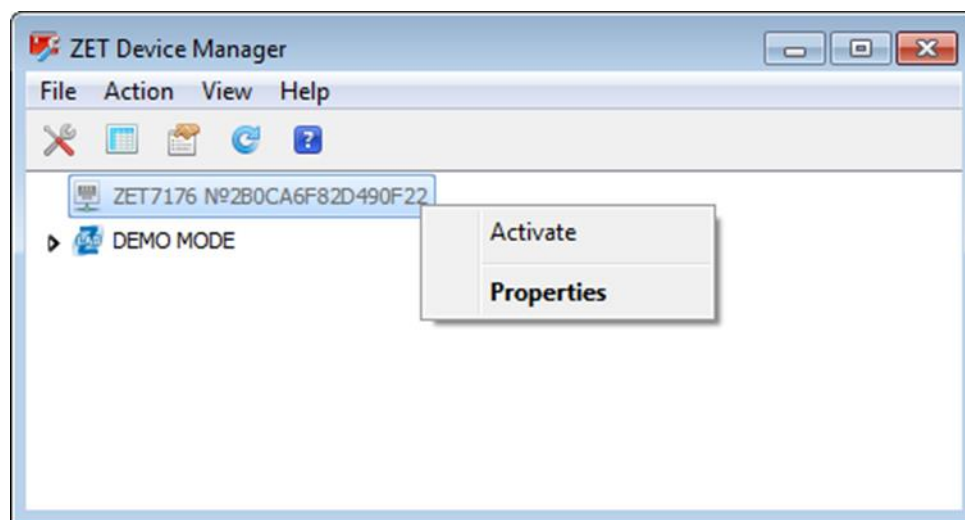 ZET Device Manager
File Action View Help
ZET7176 №2B0CA6F82D490F22
DEMO MODE
Activate
Properties